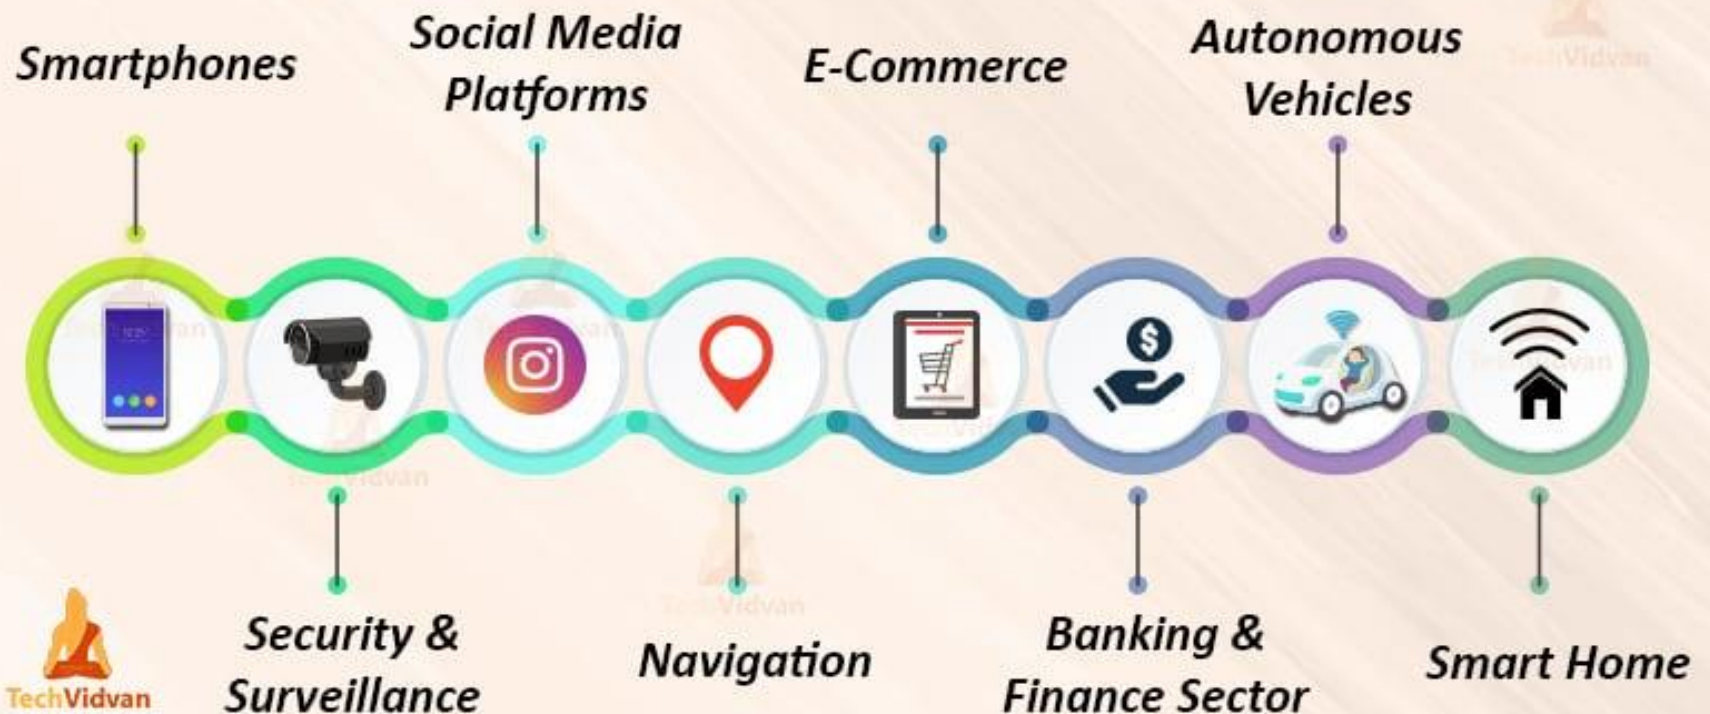 Smartphones
Social Media
Platforms
E-Commerce
Autonomous
Vehicles
Security &
Surveillance
Navigation
Banking &
Finance Sector
Smart Home
TechVidvan